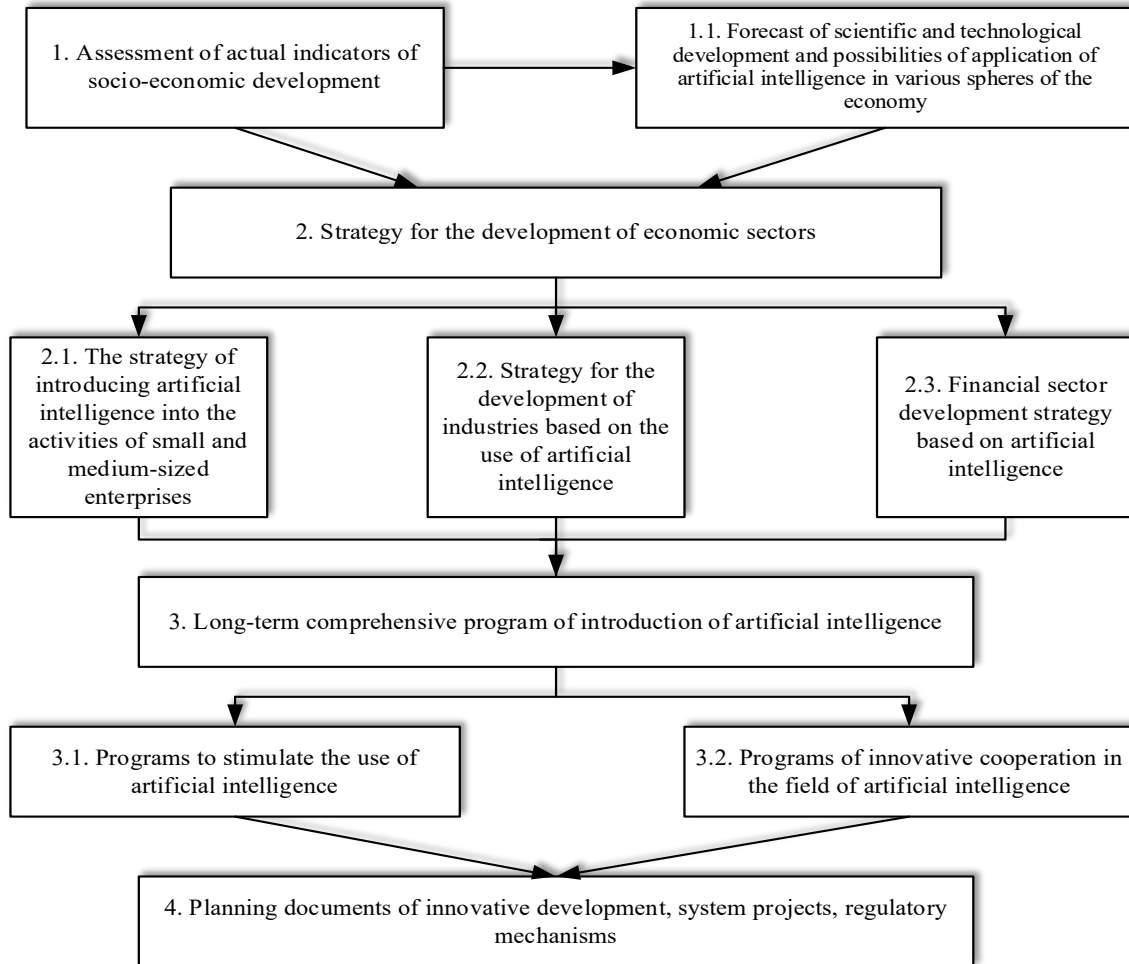 1. Assessment of actual indicators of
socio-economic development
1.1. Forecast of scientific and technological
development and possibilities of application of
artificial intelligence in various spheres of the
economy
2. Strategy for the development of economic sectors
2.1. The strategy of
introducing artificial
intelligence into the
activities of small and
medium-sized
enterprises
2.2. Strategy for the
development of
industries based on the
use of artificial
intelligence
2.3. Financial sector
development strategy
based on artificial
intelligence
3. Long-term comprehensive program of introduction of artificial intelligence
3.1. Programs to stimulate the use of
artificial intelligence
3.2. Programs of innovative cooperation in
the field of artificial intelligence
4. Planning documents of innovative development, system projects, regulatory
mechanisms